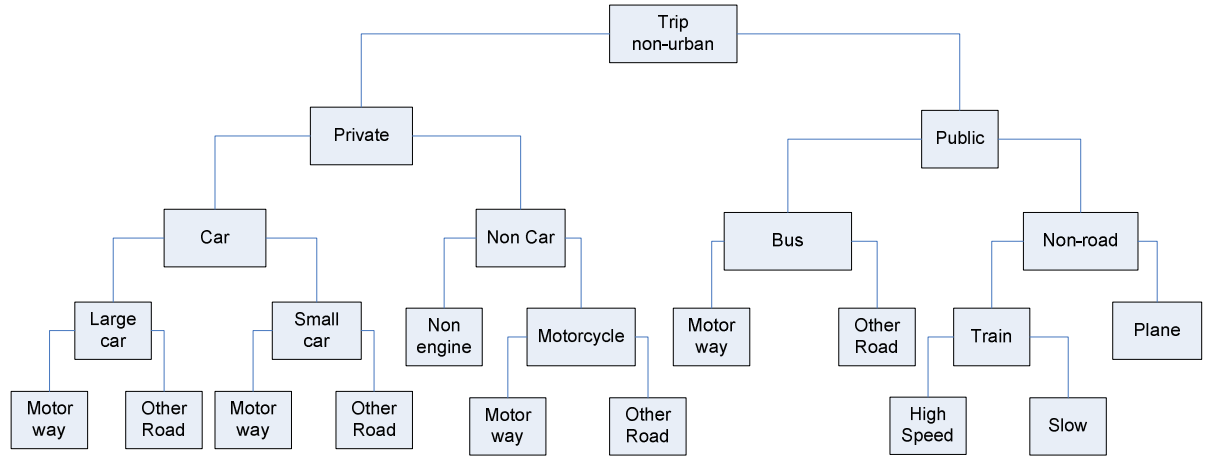 Trip
non-urban
Private
Public
Car
Non Car
Bus
Non-road
Large
car
Small
car
Non
engine
Motorcycle
Motor
way
Other
Road
Train
Plane
Motor
way
Other
Road
Motor
way
Other
Road
Motor
way
Other
Road
High
Speed
Slow